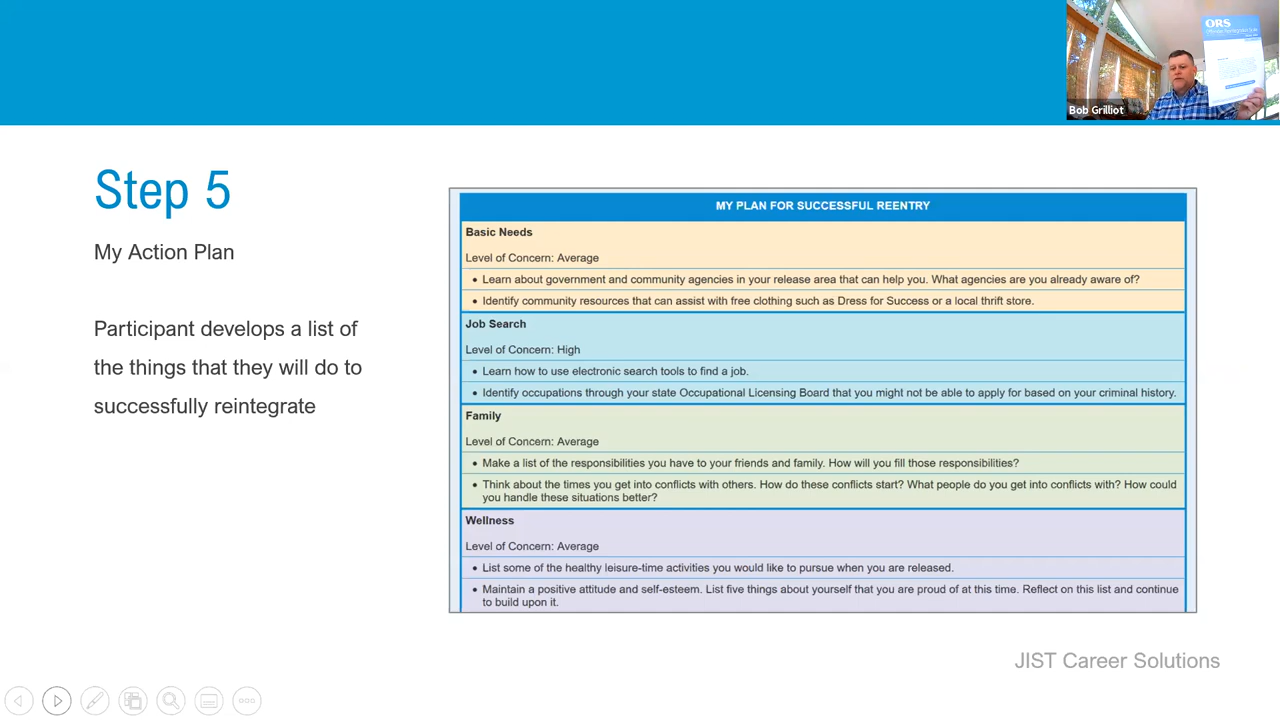 ORS
Bob Grilliot
Step 5
My Action Plan
Participant develops a list of
the things that they will do to
successfully reintegrate
MY PLAN FOR SUCCESSFUL REENTRY
Basic Needs
Level of Concern: Average
• Learn about government and community agencies in your release area that can help you. What agencies are you already aware of?
• Identify community resources that can assist with free clothing such as Dress for Success or a local thrift store.
Job Search
Level of Concern: High
• Learn how to use electronic search tools to find a job.
• Identify occupations through your state Occupational Licensing Board that you might not be able to apply for based on your criminal history.
Family
Level of Concern: Average
• Make a list of the responsibilities you have to your friends and family. How will you fill those responsibilities?
• Think about the times you get into conflicts with others. How do these conflicts start? What people do you get into conflicts with? How could
you handle these situations better?
Wellness
Level of Concern: Average
• List some of the healthy leisure-time activities you would like to pursue when you are released.
• Maintain a positive attitude and self-esteem. List five things about yourself that you are proud of at this time. Reflect on this list and continue
to build upon it.
JIST Career Solutions